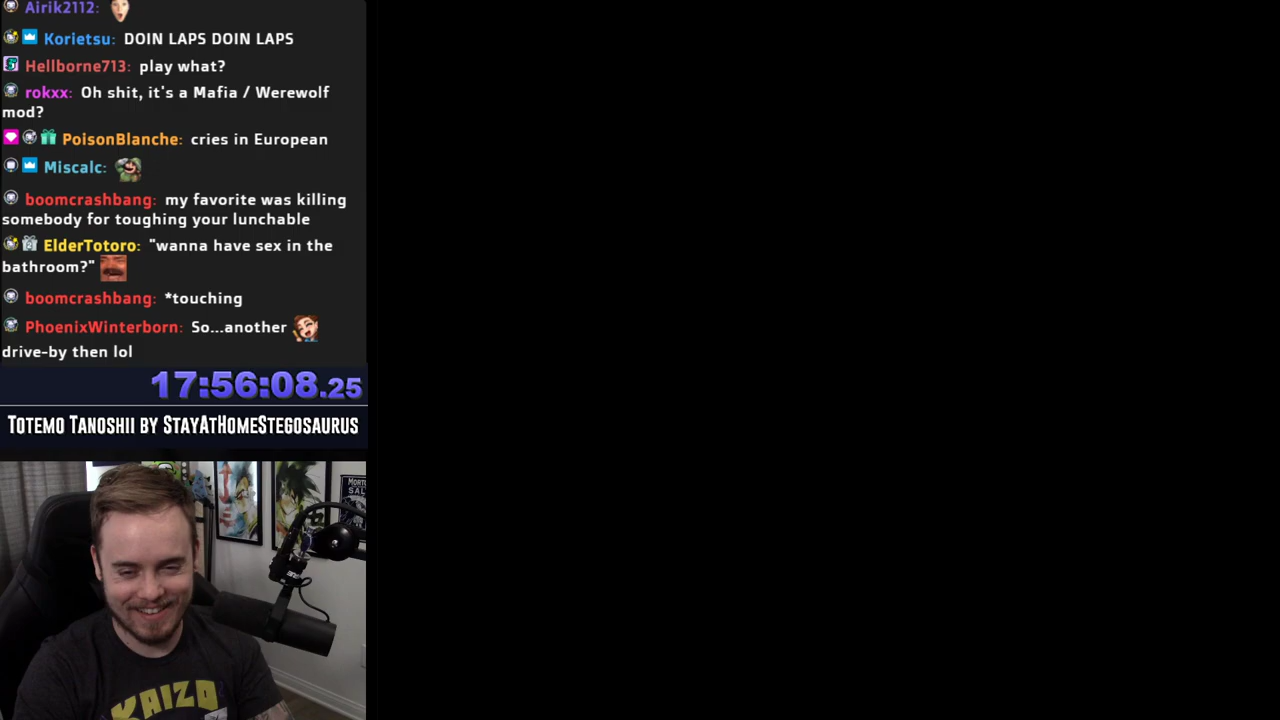 Airik2112:
Korietsu: DOIN LAPS DOIN LAPS
Hellborne713: play what?
rokxx: Oh shit, it's a Mafia / Werewolf
mod?
PoisonBlanche: cries in European
Miscalc:
boomcrashbang: my favorite was killing
somebody for toughing your lunchable
ElderTotoro: "wanna have sex in the
bathroom?"
boomcrashbang: *touching
PhoenixWinterborn: So...another
drive-by then lol
17:56:08.25
TOTEMO TANOSHII BY STAYATHOMESTEGOSAURUS
KAIZO